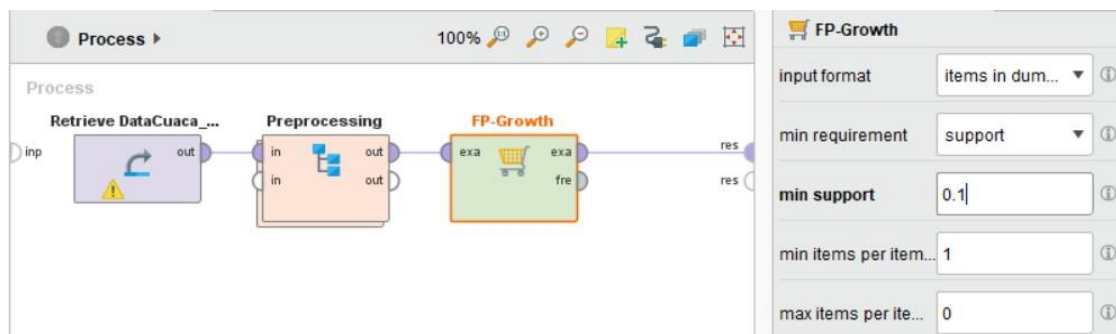 Process
100%
Process
Retrieve DataCuaca_... Preprocessing FP-Growth
inp out in out exa exa res
in out fre res
FP-Growth
input format items in dum...
min requirement support
min support 0.1
min items per item... 1
max items per ite... 0